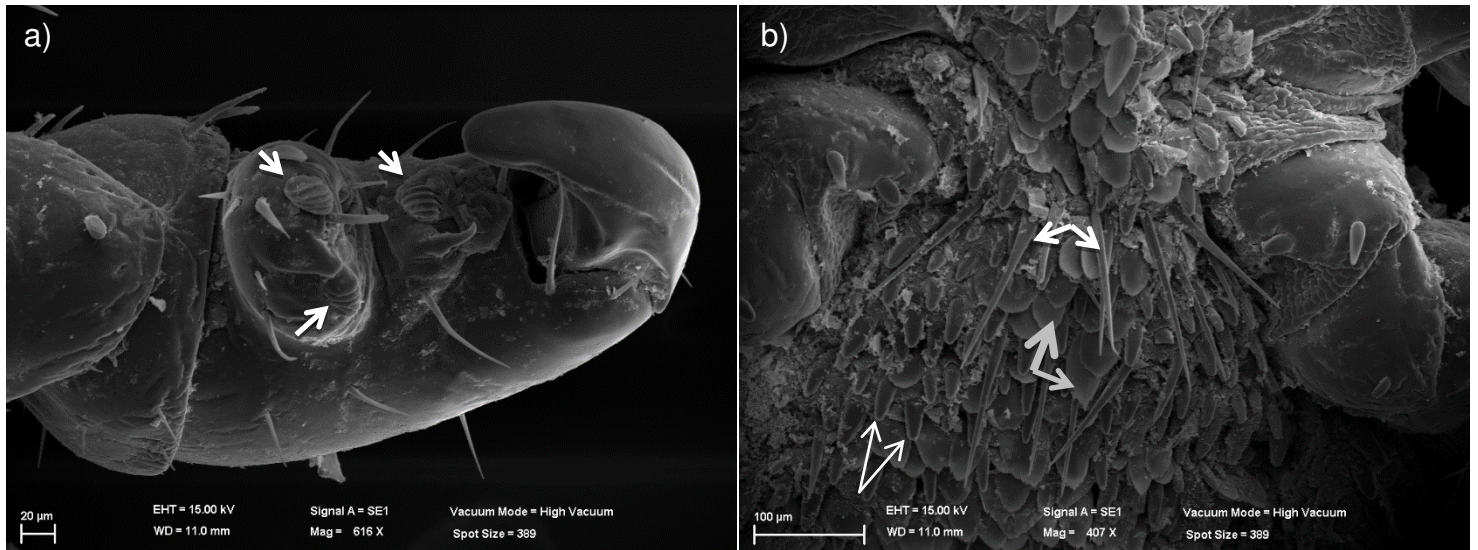 a)
20 µm
EHT = 15.00 kV
WD = 11.0 mm
Signal A = SE1
Mag = 616 X
Vacuum Mode = High Vacuum
Spot Size = 389
b)
100 µm
EHT = 15.00 kV
WD = 11.0 mm
Signal A = SE1
Mag = 407 X
Vacuum Mode = High Vacuum
Spot Size = 389